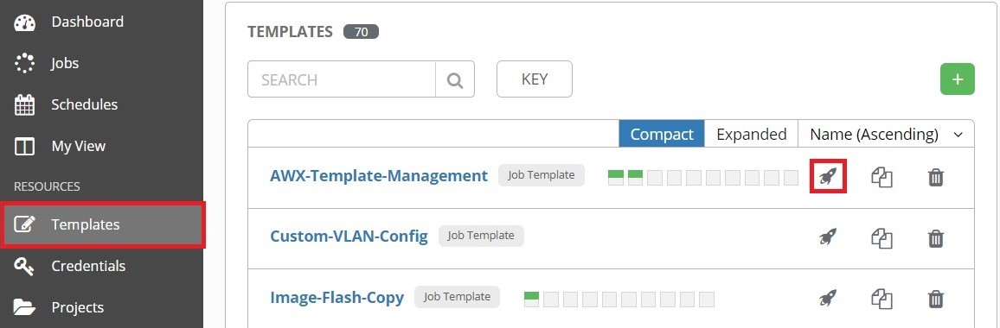 Dashboard
Jobs
Schedules
My View
RESOURCES
Templates
Credentials
Projects
TEMPLATES 70
SEARCH KEY +
Compact Expanded Name (Ascending)
AWX-Template-Management Job Template
Custom-VLAN-Config Job Template
Image-Flash-Copy Job Template